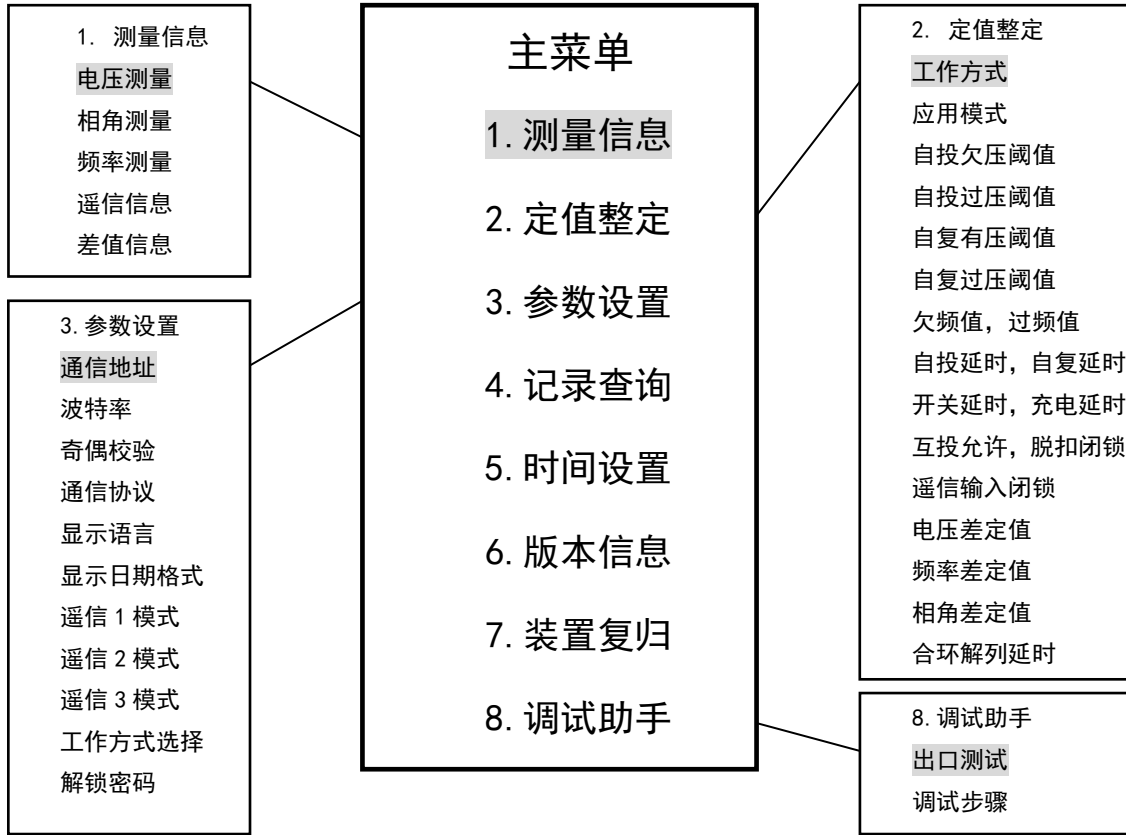 1. 测量信息
电压测量
相角测量
频率测量
遥信信息
差值信息
3.参数设置
通信地址
波特率
奇偶校验
通信协议
显示语言
显示日期格式
遥信 1 模式
遥信 2 模式
遥信 3 模式
工作方式选择
解锁密码
主菜单
1.测量信息
2.定值整定
3.参数设置
4.记录查询
5.时间设置
6.版本信息
7.装置复归
8.调试助手
2. 定值整定
工作方式
应用模式
自投欠压阈值
自投过压阈值
自复有压阈值
自复过压阈值
欠频值，过频值
自投延时，自复延时
开关延时，充电延时
互投允许，脱扣闭锁
遥信输入闭锁
电压差定值
频率差定值
相角差定值
合环解列延时
8.调试助手
出口测试
调试步骤